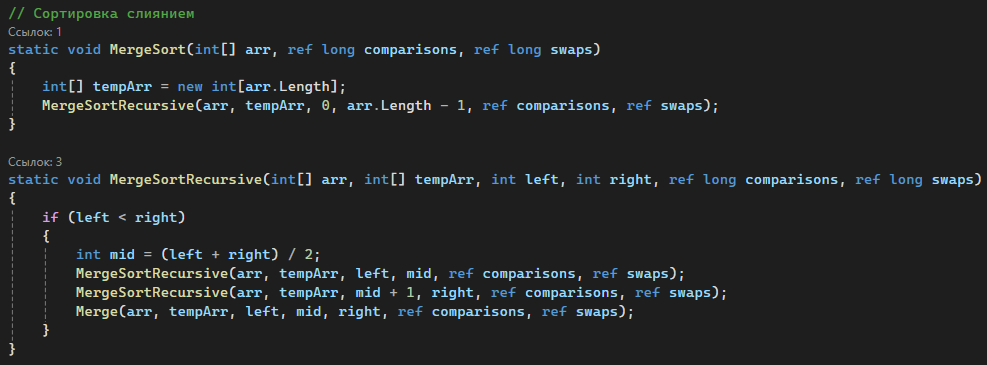 // Сортировка слиянием
Ссылок: 1
static void MergeSort(int[] arr, ref long comparisons, ref long swaps)
{
    int[] tempArr = new int[arr.Length];
    MergeSortRecursive(arr, tempArr, 0, arr.Length - 1, ref comparisons, ref swaps);
}
Ссылок: 3
static void MergeSortRecursive(int[] arr, int[] tempArr, int left, int right, ref long comparisons, ref long swaps)
{
    if (left < right)
    {
        int mid = (left + right) / 2;
        MergeSortRecursive(arr, tempArr, left, mid, ref comparisons, ref swaps);
        MergeSortRecursive(arr, tempArr, mid + 1, right, ref comparisons, ref swaps);
        Merge(arr, tempArr, left, mid, right, ref comparisons, ref swaps);
    }
}